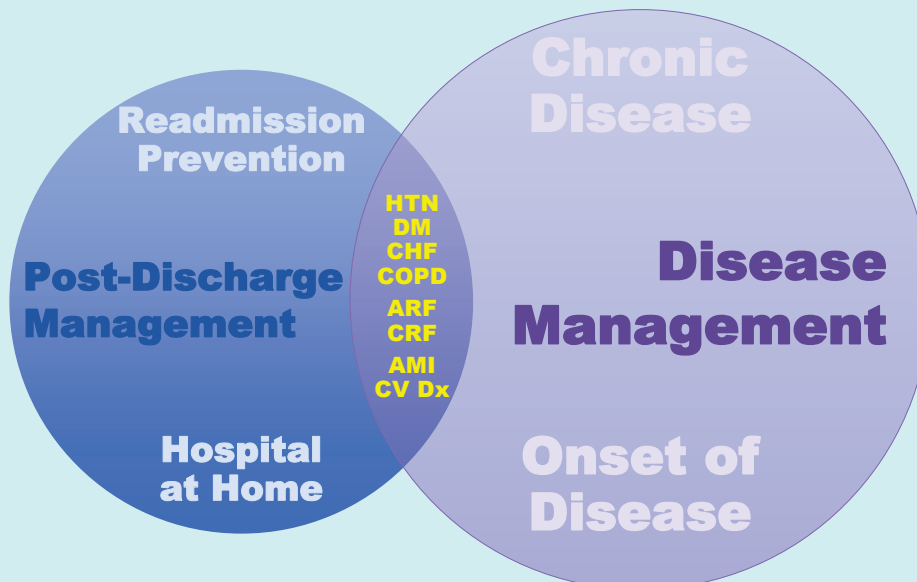 Readmission
Prevention
Post-Discharge
Management
Hospital
at Home
HTN
DM
CHF
COPD
ARF
CRF
AMI
CV Dx
Chronic
Disease
Disease
Management
Onset of
Disease